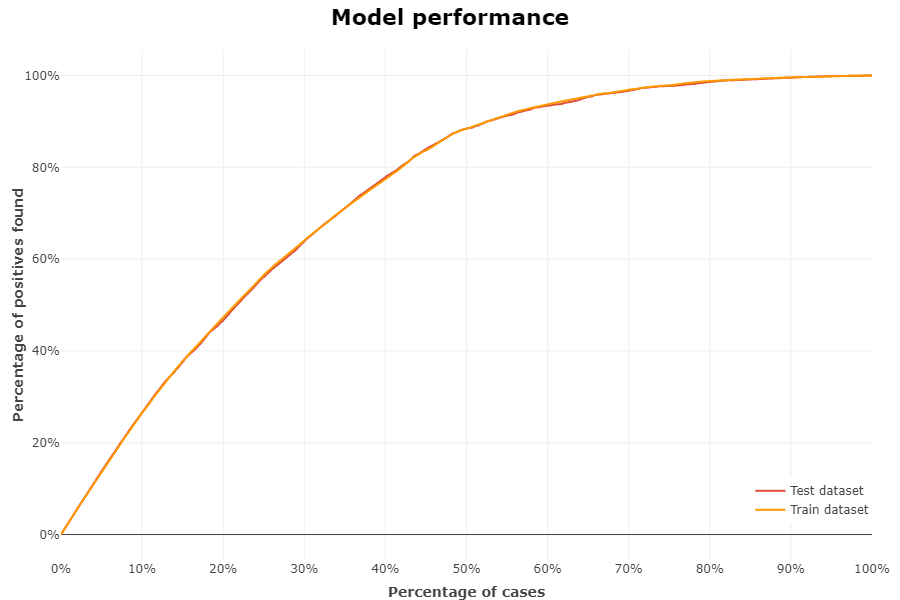 Model performance
Percentage of positives found
100%
80%
60%
40%
20%
0%
Test dataset
Train dataset
0% 10% 20% 30% 40% 50% 60% 70% 80% 90% 100%
Percentage of cases